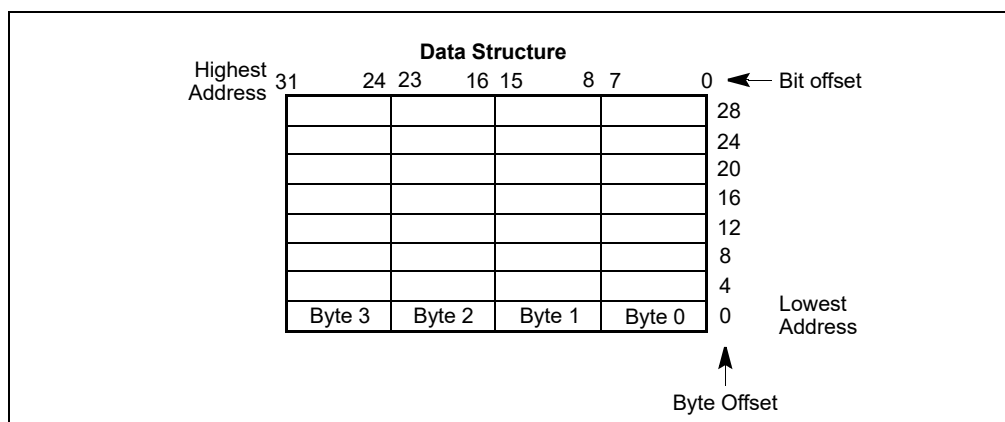 Data Structure
Highest
Address
31 24 23 16 15 8 7 0 Bit offset
28
24
20
16
12
8
4
Byte 3 Byte 2 Byte 1 Byte 0 0
Lowest
Address
Byte Offset